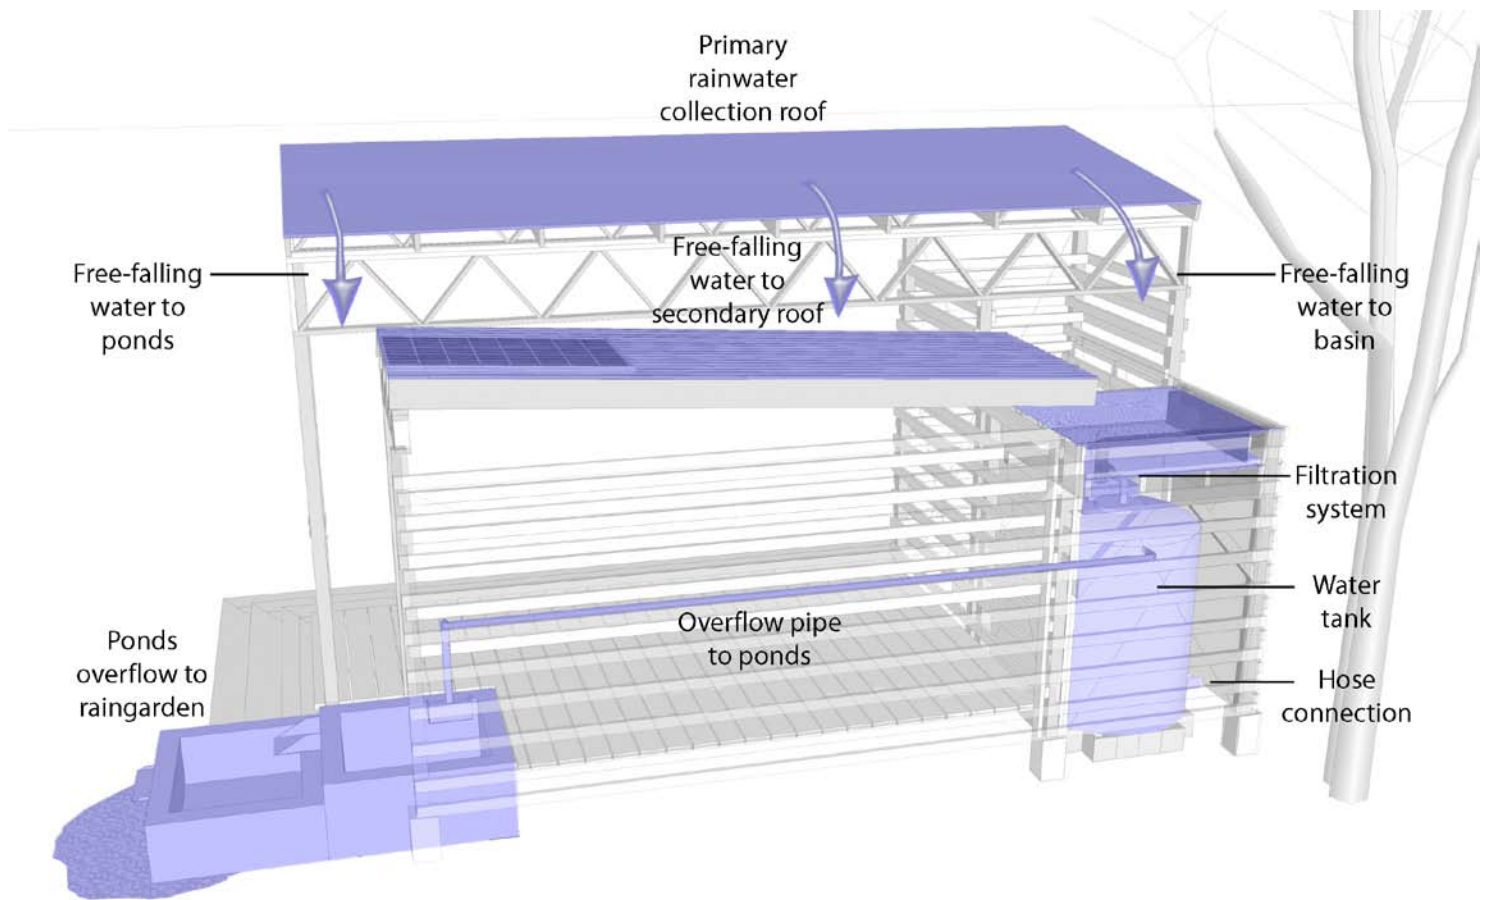 Primary
rainwater
collection roof
Free-falling
water to
ponds
Free-falling
water to
secondary roof
Free-falling
water to
basin
Filtration
system
Water
tank
Overflow pipe
to ponds
Ponds
overflow to
raingarden
Hose
connection